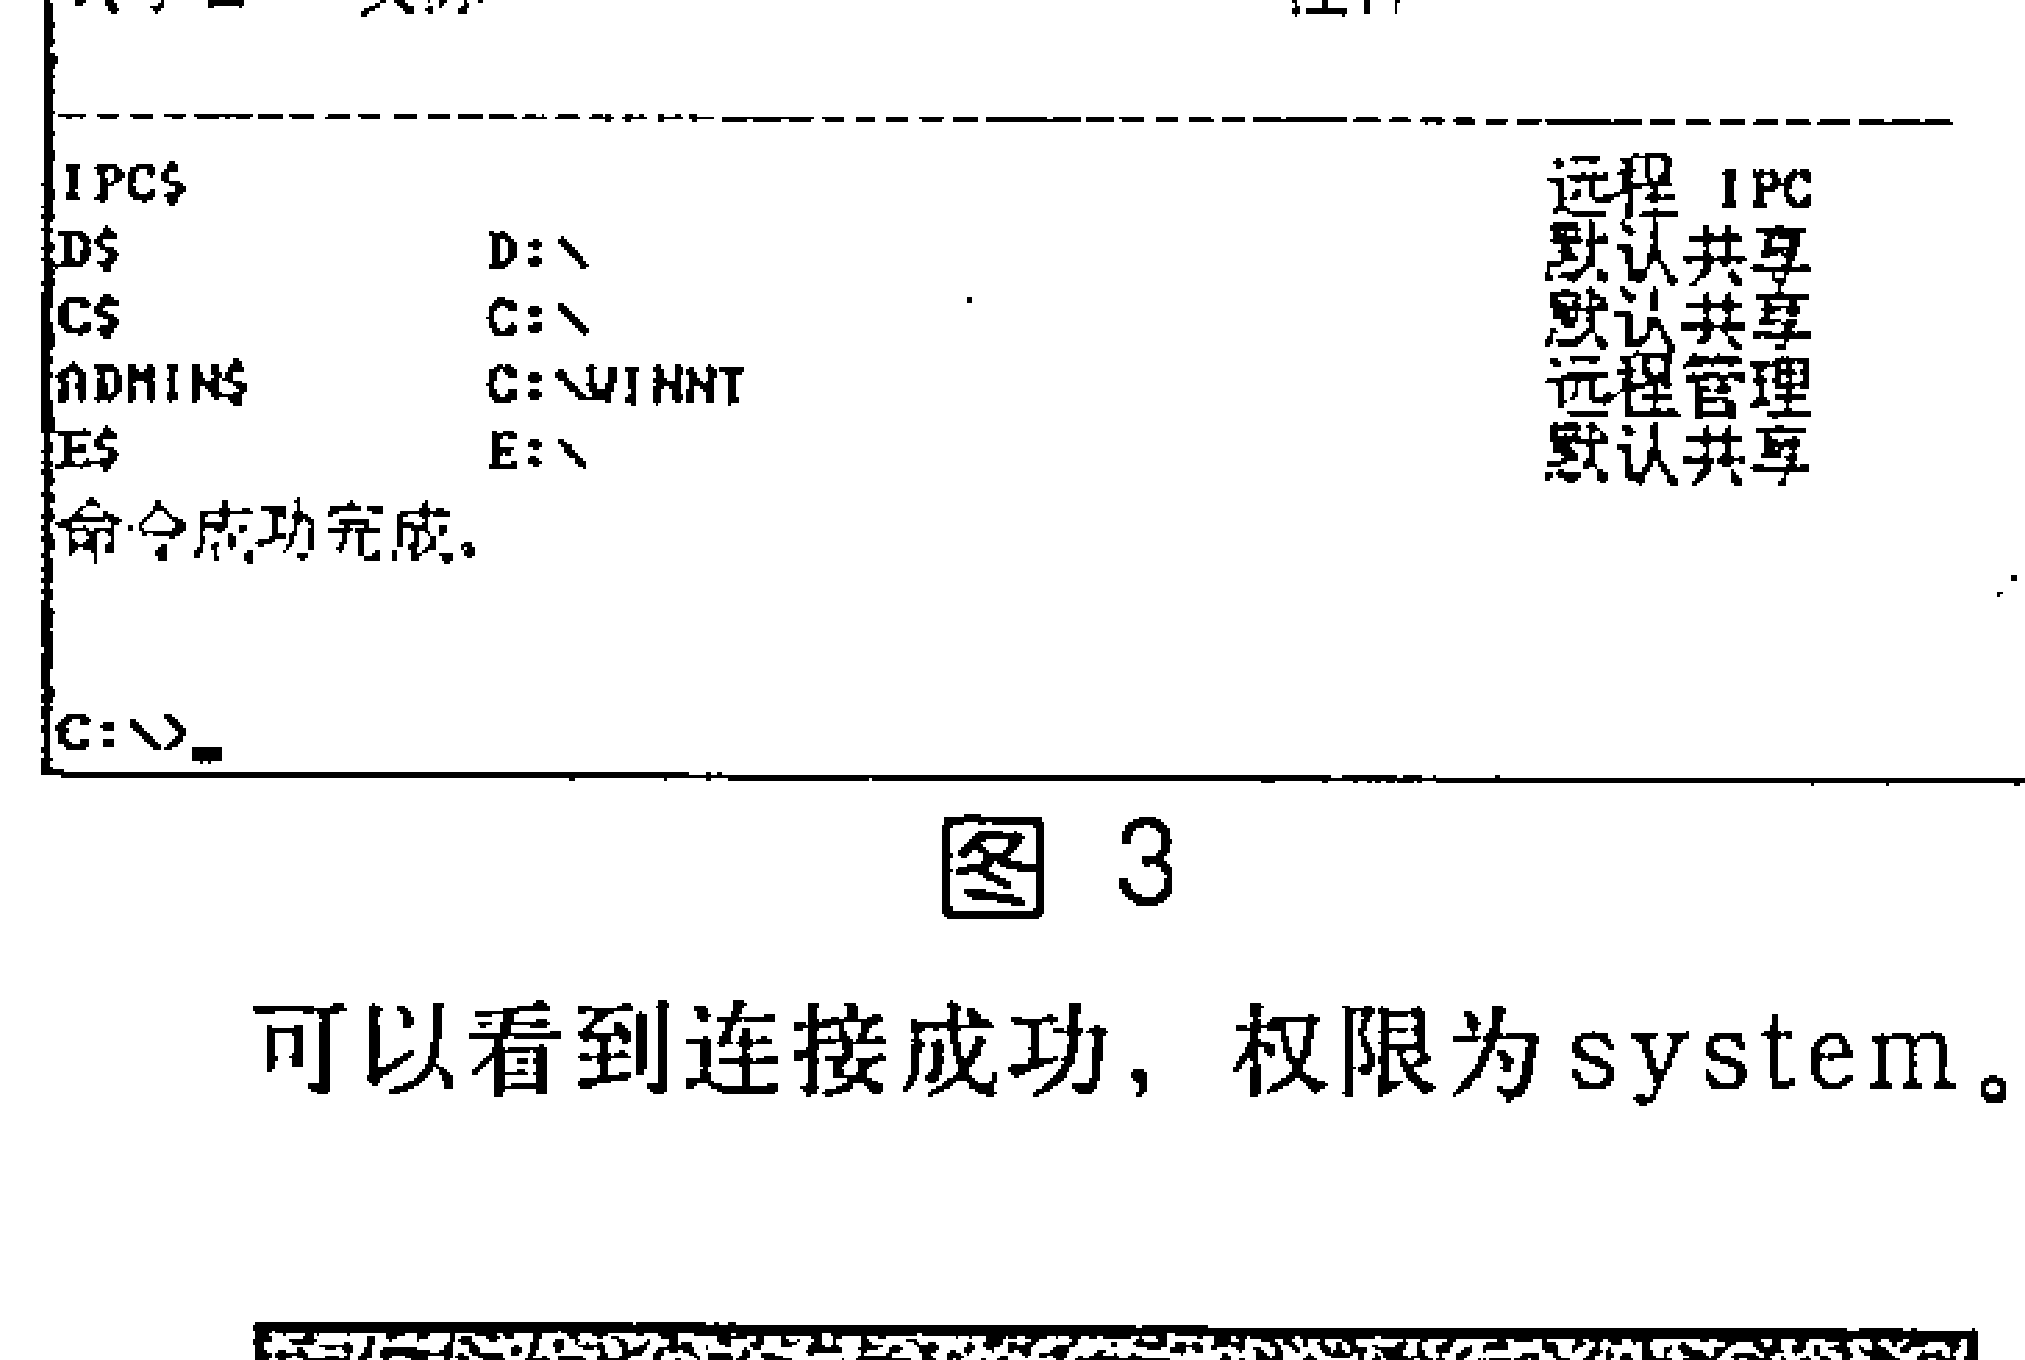 IPC$ 远程 IPC
D$ D:\ 默认共享
C$ C:\ 默认共享
ADMIN$ C:\WINNT 远程管理
E$ E:\ 默认共享
命令成功完成。
C:\>_
图 3
可以看到连接成功，权限为system。